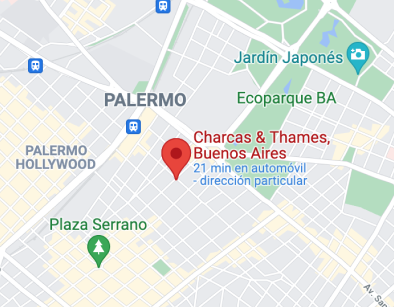 Jardín Japonés
Ecoparque BA
PALERMO
PALERMO
HOLLYWOOD
Charcas & Thames,
Buenos Aires
21 min en automóvil
- dirección particular
Plaza Serrano
Av. San